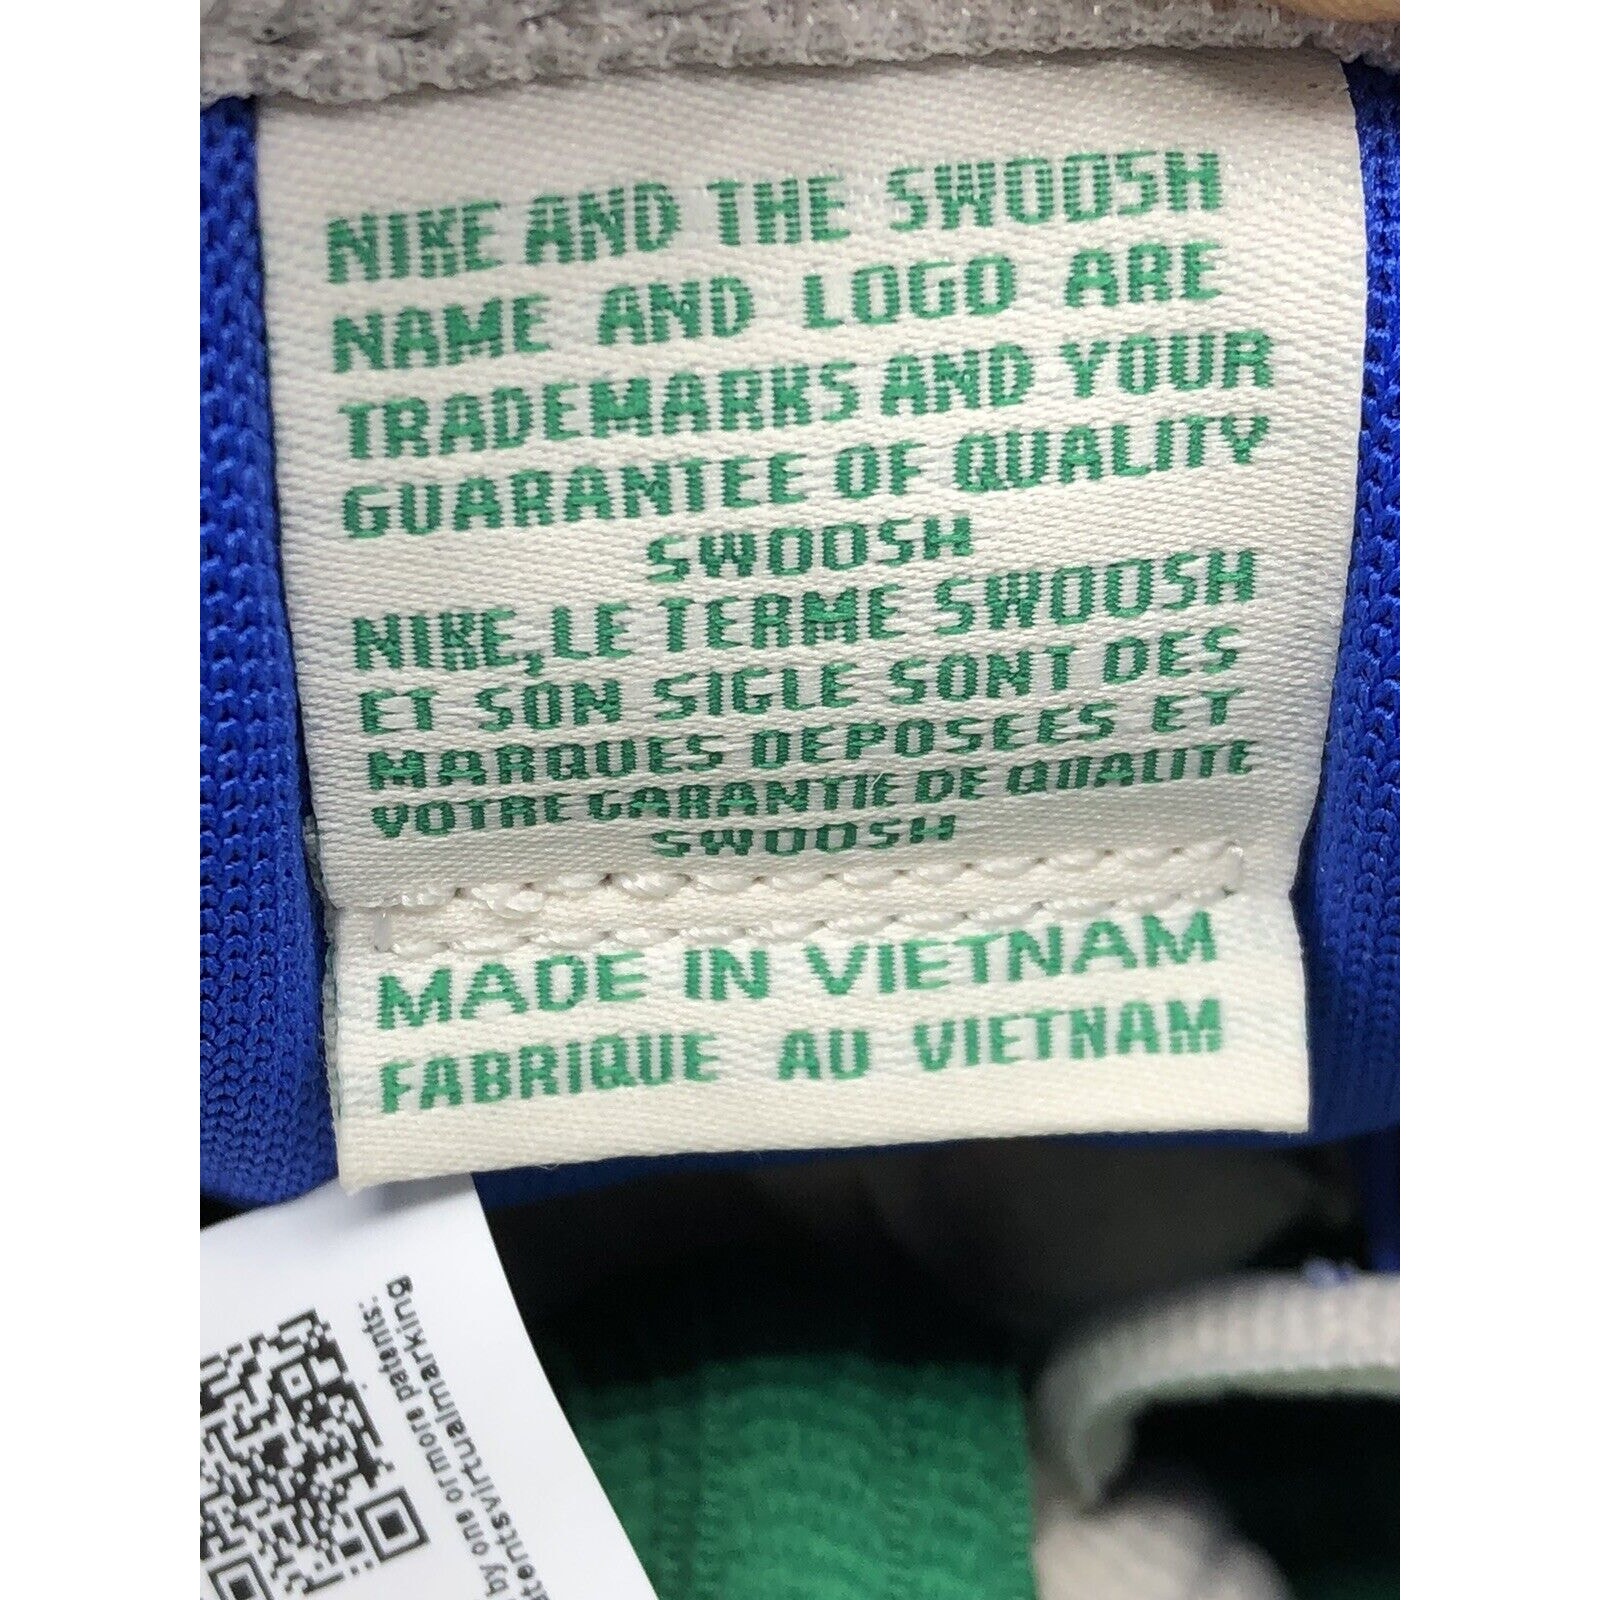 NIKE AND THE SWOOSH
NAME AND LOGO ARE
TRADEMARKS AND YOUR
GUARANTEE OF QUALITY
SWOOSH
NIKE,LE TERME SWOOSH
ET SON SIGLE SONT DES
MARQUES DEPOSEES ET
VOTRE GARANTIE DE QUALITE
SWOOSH
MADE IN VIETNAM
FABRIQUE AU VIETNAM
by one or more patents:
atentsvirtualmarking